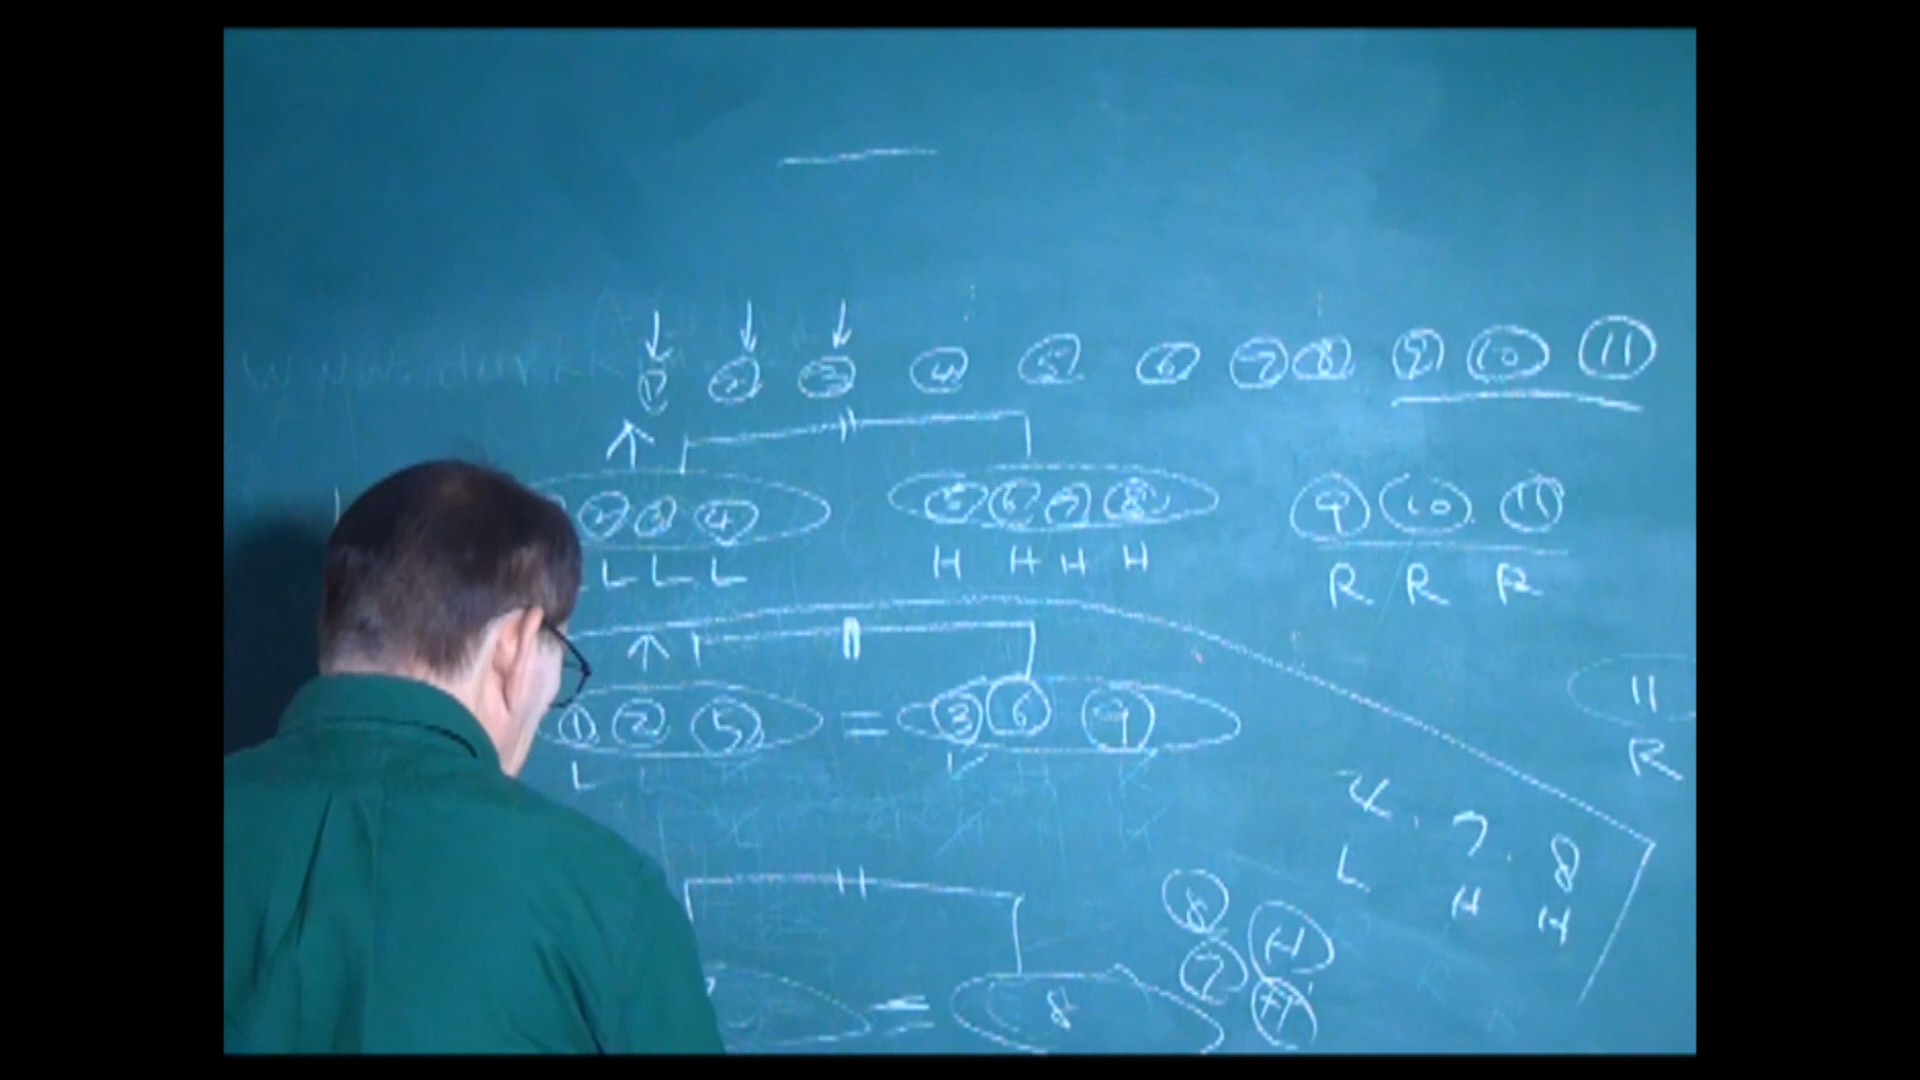 1 2 3 4 5 6 7 8 9 10 11
2 3 4 5 6 7 8 9 10 11
L L L H H H H R R R
1 2 5 = 3 6 9 11
L L R
4, 7, 8
L H H
8 H
7 H
= 8